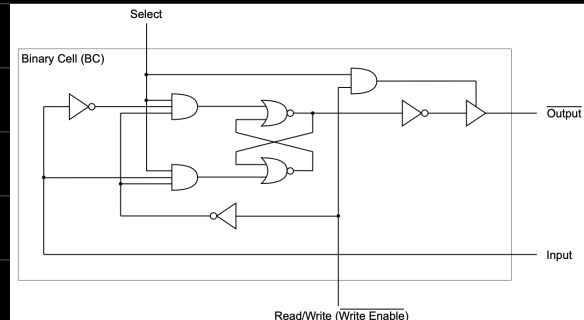 Select
Binary Cell (BC)
Output
Input
Read/Write (Write Enable)